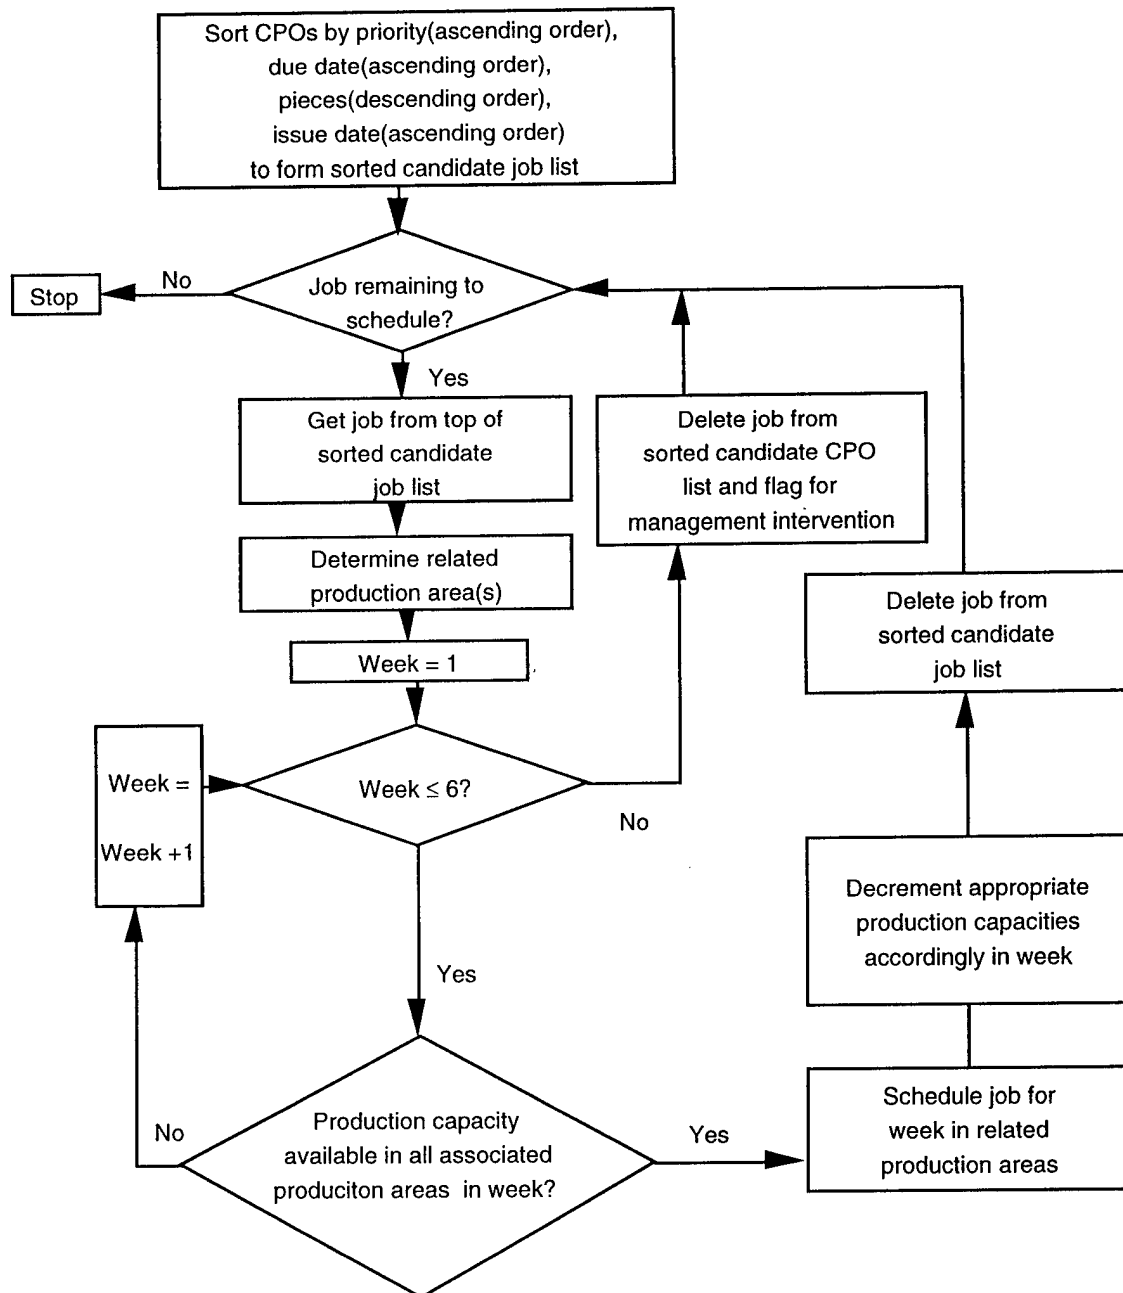 Sort CPOs by priority(ascending order),
due date(ascending order),
pieces(descending order),
issue date(ascending order)
to form sorted candidate job list
No
Stop
Job remaining to
schedule?
Yes
Get job from top of
sorted candidate
job list
Delete job from
sorted candidate CPO
list and flag for
management intervention
Determine related
production area(s)
Delete job from
sorted candidate
job list
Week = 1
Week =
Week +1
Week ≤ 6?
No
Decrement appropriate
production capacities
accordingly in week
Yes
Schedule job for
week in related
production areas
No
Production capacity
available in all associated
produciton areas in week?
Yes